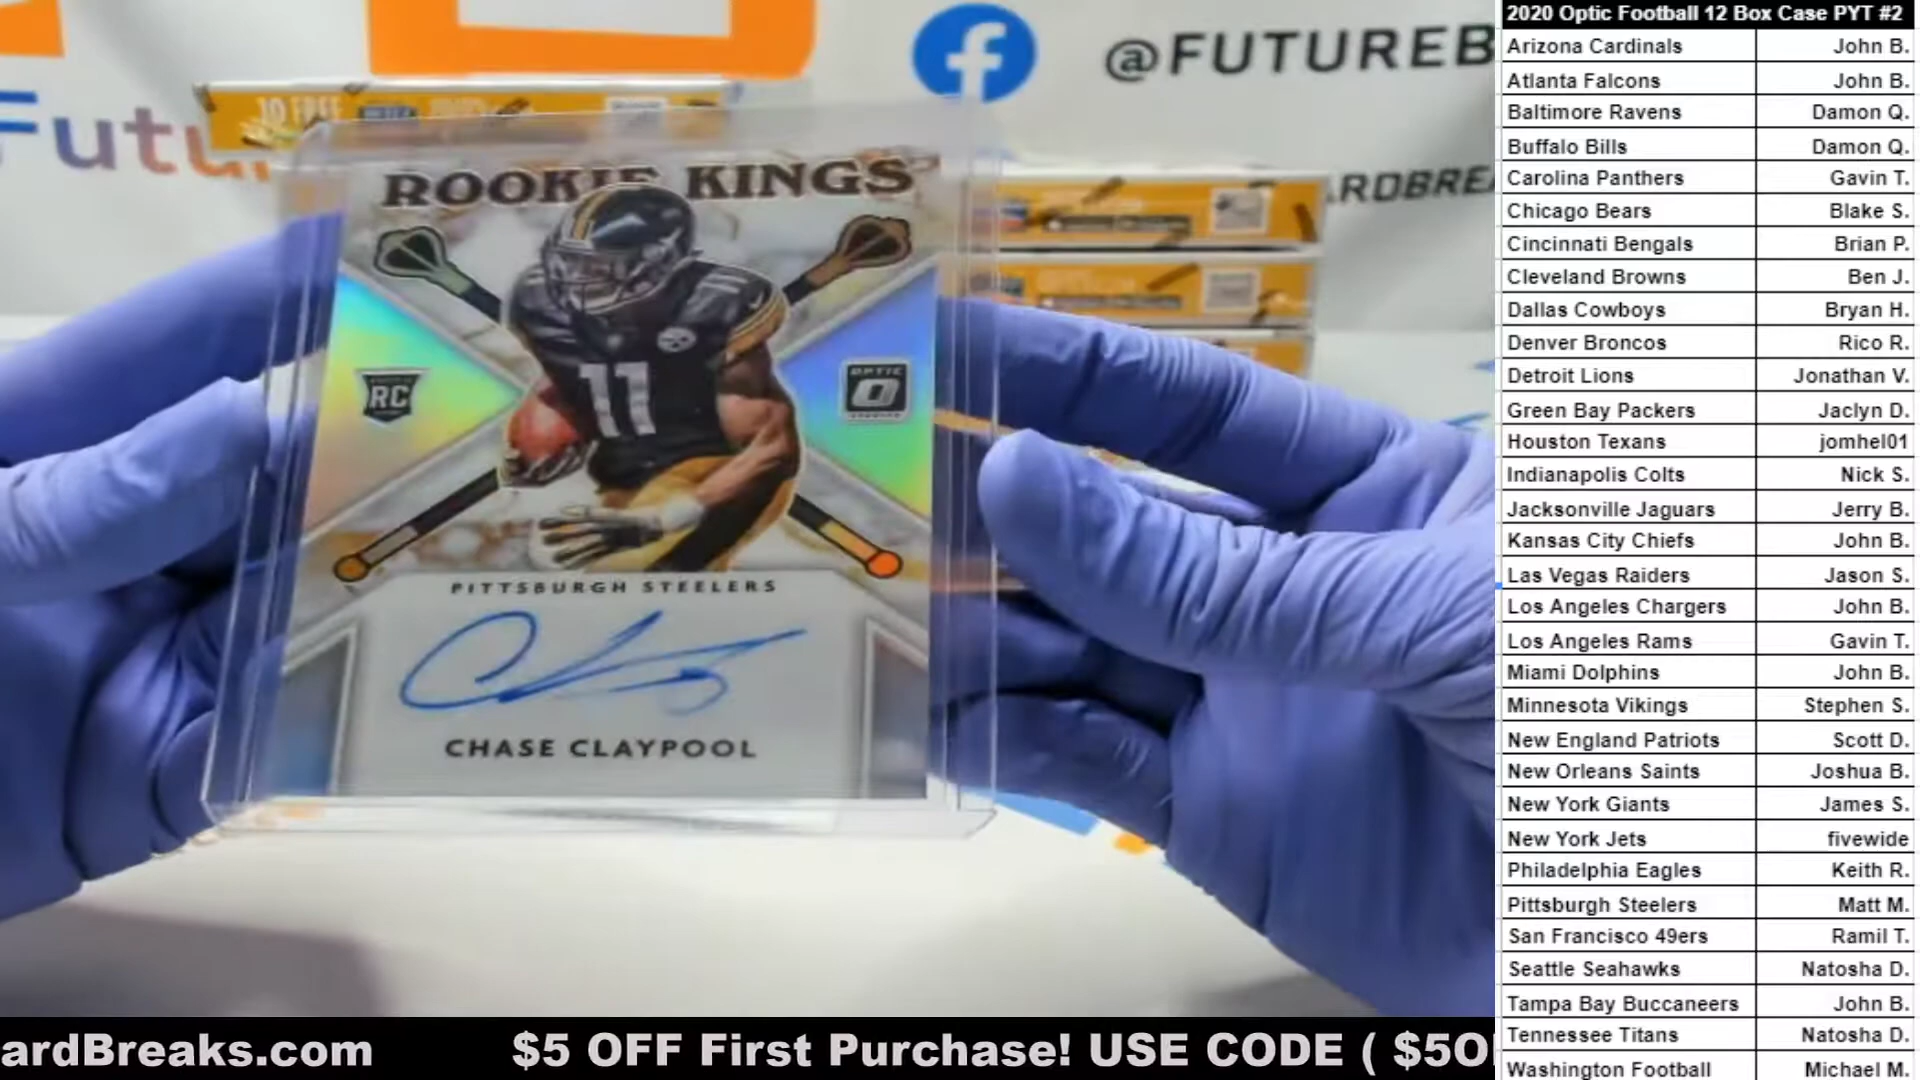 @FUTUREB
Futu
10 FREE
ARDBREA
ROOKIE KINGS
11
RC
OPTIC
PITTSBURGH STEELERS
CHASE CLAYPOOL
ardBreaks.com $5 OFF First Purchase! USE CODE ( $5O
2020 Optic Football 12 Box Case PYT #2
Arizona Cardinals John B.
Atlanta Falcons John B.
Baltimore Ravens Damon Q.
Buffalo Bills Damon Q.
Carolina Panthers Gavin T.
Chicago Bears Blake S.
Cincinnati Bengals Brian P.
Cleveland Browns Ben J.
Dallas Cowboys Bryan H.
Denver Broncos Rico R.
Detroit Lions Jonathan V.
Green Bay Packers Jaclyn D.
Houston Texans jomhel01
Indianapolis Colts Nick S.
Jacksonville Jaguars Jerry B.
Kansas City Chiefs John B.
Las Vegas Raiders Jason S.
Los Angeles Chargers John B.
Los Angeles Rams Gavin T.
Miami Dolphins John B.
Minnesota Vikings Stephen S.
New England Patriots Scott D.
New Orleans Saints Joshua B.
New York Giants James S.
New York Jets fivewide
Philadelphia Eagles Keith R.
Pittsburgh Steelers Matt M.
San Francisco 49ers Ramil T.
Seattle Seahawks Natosha D.
Tampa Bay Buccaneers John B.
Tennessee Titans Natosha D.
Washington Football Michael M.